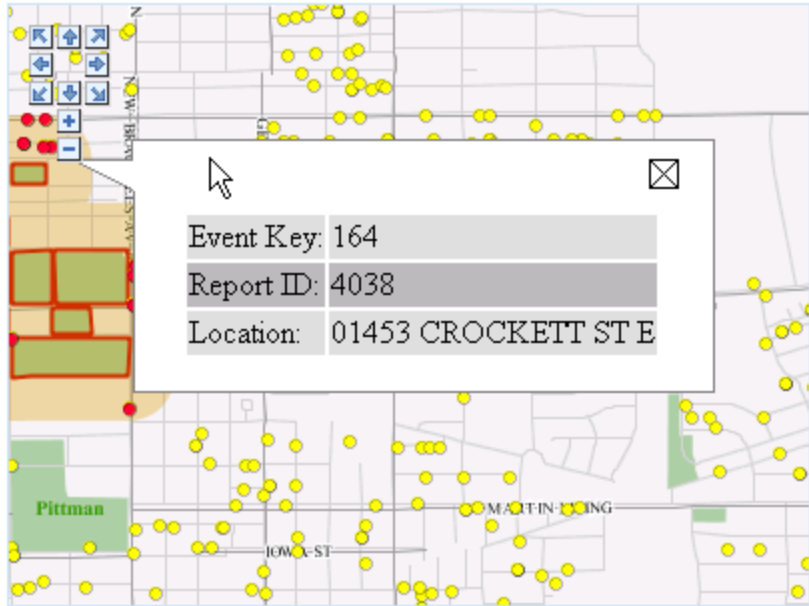 Event Key: 164
Report ID: 4038
Location: 01453 CROCKETT ST E
Pittman
IOWA-ST